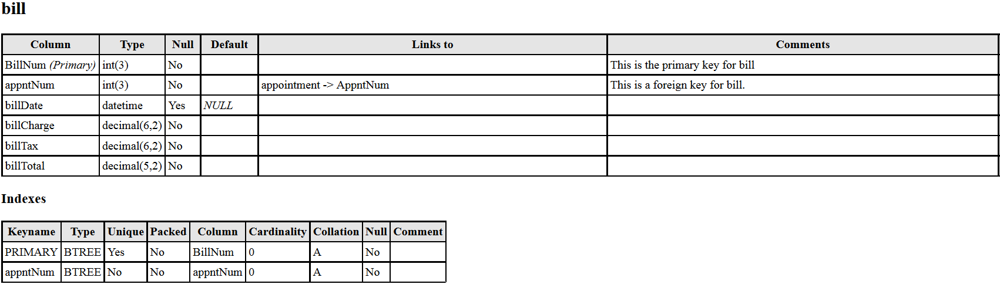 bill
Column Type Null Default Links to Comments
BillNum (Primary) int(3) No This is the primary key for bill
appntNum int(3) No appointment -> AppntNum This is a foreign key for bill.
billDate datetime Yes NULL
billCharge decimal(6,2) No
billTax decimal(6,2) No
billTotal decimal(5,2) No
Indexes
Keyname Type Unique Packed Column Cardinality Collation Null Comment
PRIMARY BTREE Yes No BillNum 0 A No
appntNum BTREE No No appntNum 0 A No